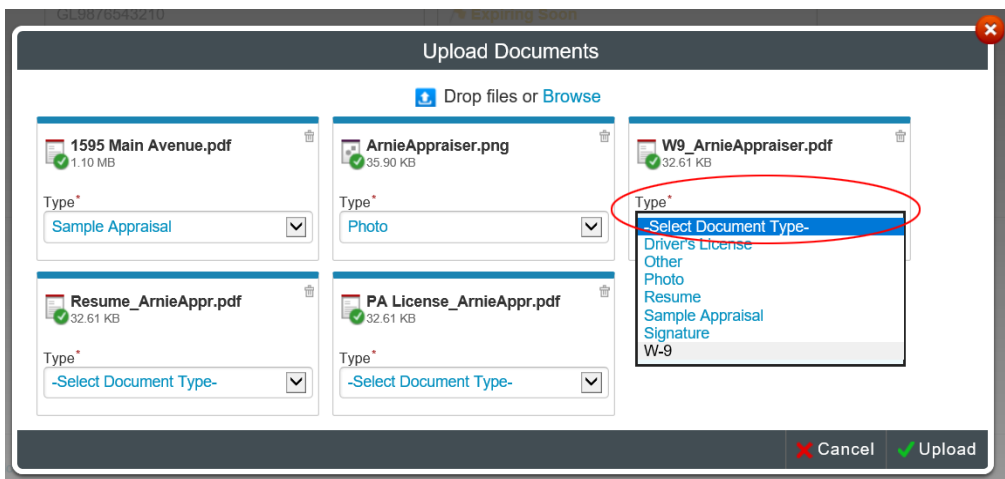 GL9876543210
Expiring Soon
Upload Documents
Drop files or Browse
1595 Main Avenue.pdf
1.10 MB
Type*
Sample Appraisal
ArnieAppraiser.png
35.90 KB
Type*
Photo
W9_ArnieAppraiser.pdf
32.61 KB
Type*
-Select Document Type-
Driver's License
Other
Photo
Resume
Sample Appraisal
Signature
W-9
Resume_ArnieAppr.pdf
32.61 KB
Type*
-Select Document Type-
PA License_ArnieAppr.pdf
32.61 KB
Type*
-Select Document Type-
Cancel
Upload